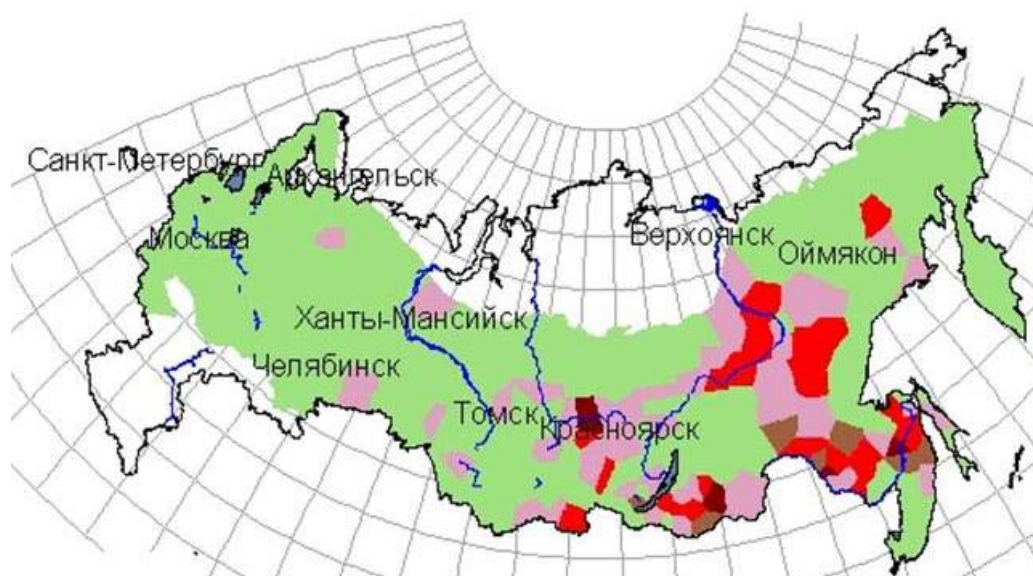 Санкт-Петербург
Архангельск
Москва
Верхоянск
Оймякон
Ханты-Мансийск
Челябинск
Томск
Красноярск